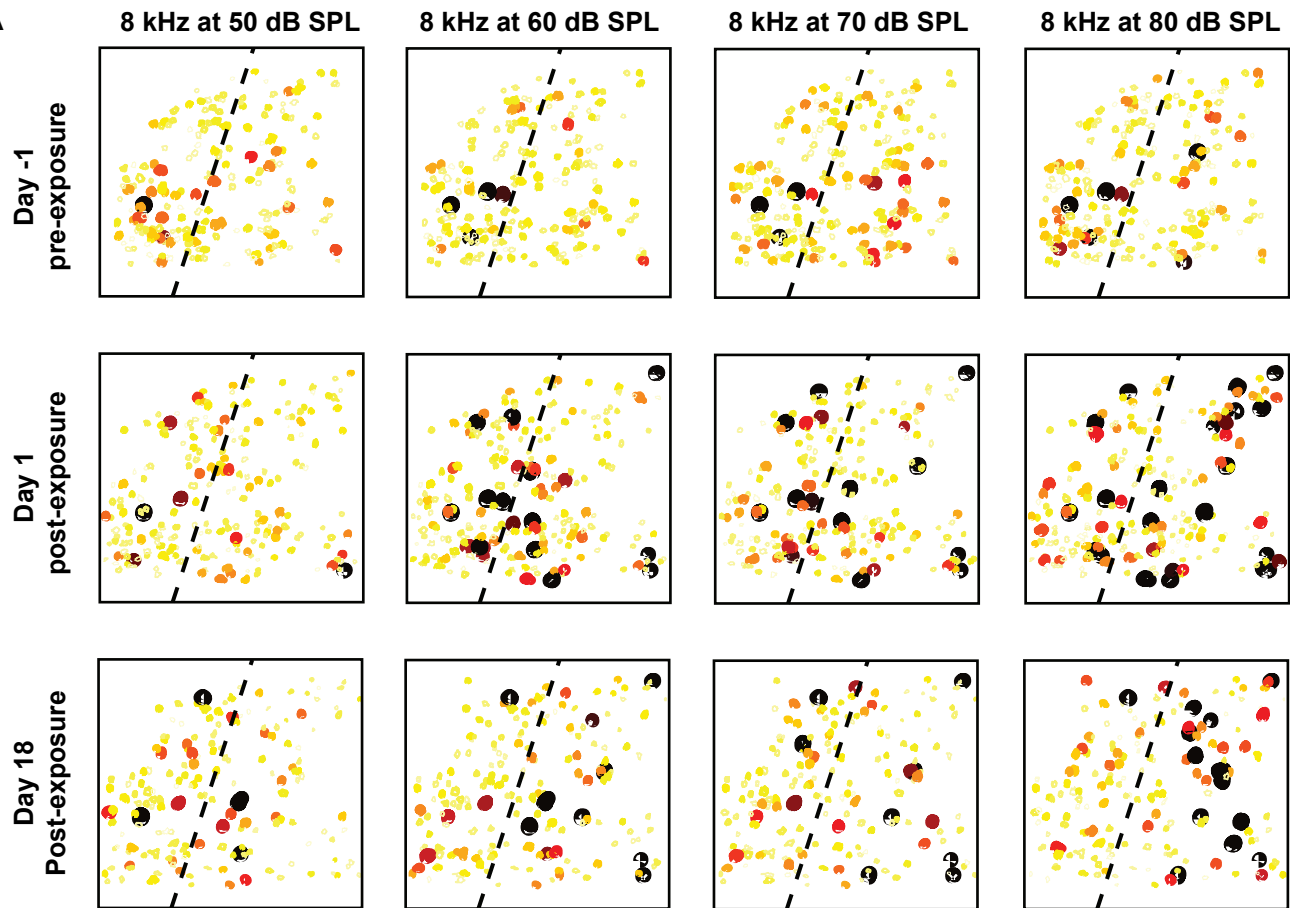 A
8 kHz at 50 dB SPL
8 kHz at 60 dB SPL
8 kHz at 70 dB SPL
8 kHz at 80 dB SPL
Day -1
pre-exposure
Day 1
post-exposure
Day 18
Post-exposure